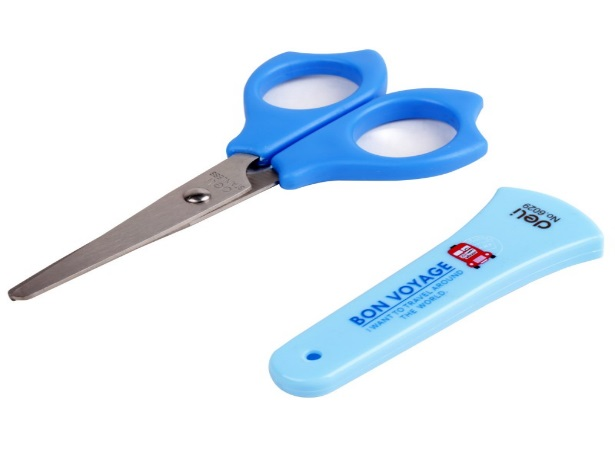 deli
No.6029
BON VOYAGE
I WANT TO TRAVEL AROUND
THE WORLD.